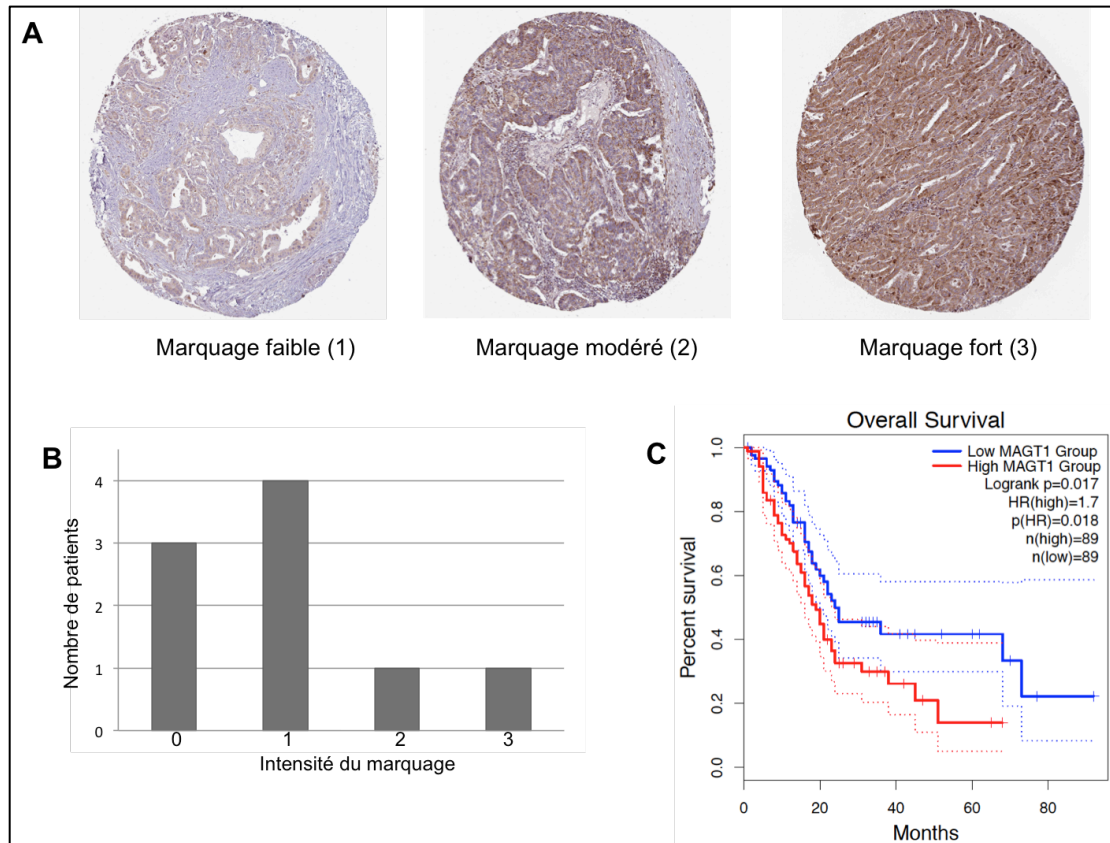 A
Marquage faible (1)
Marquage modéré (2)
Marquage fort (3)
B
Nombre de patients
4
3
2
1
0
0
1
2
3
Intensité du marquage
C
Overall Survival
Low MAGT1 Group
High MAGT1 Group
Logrank p=0.017
HR(high)=1.7
p(HR)=0.018
n(high)=89
n(low)=89
Percent survival
1.0
0.8
0.6
0.4
0.2
0.0
0
20
40
60
80
Months